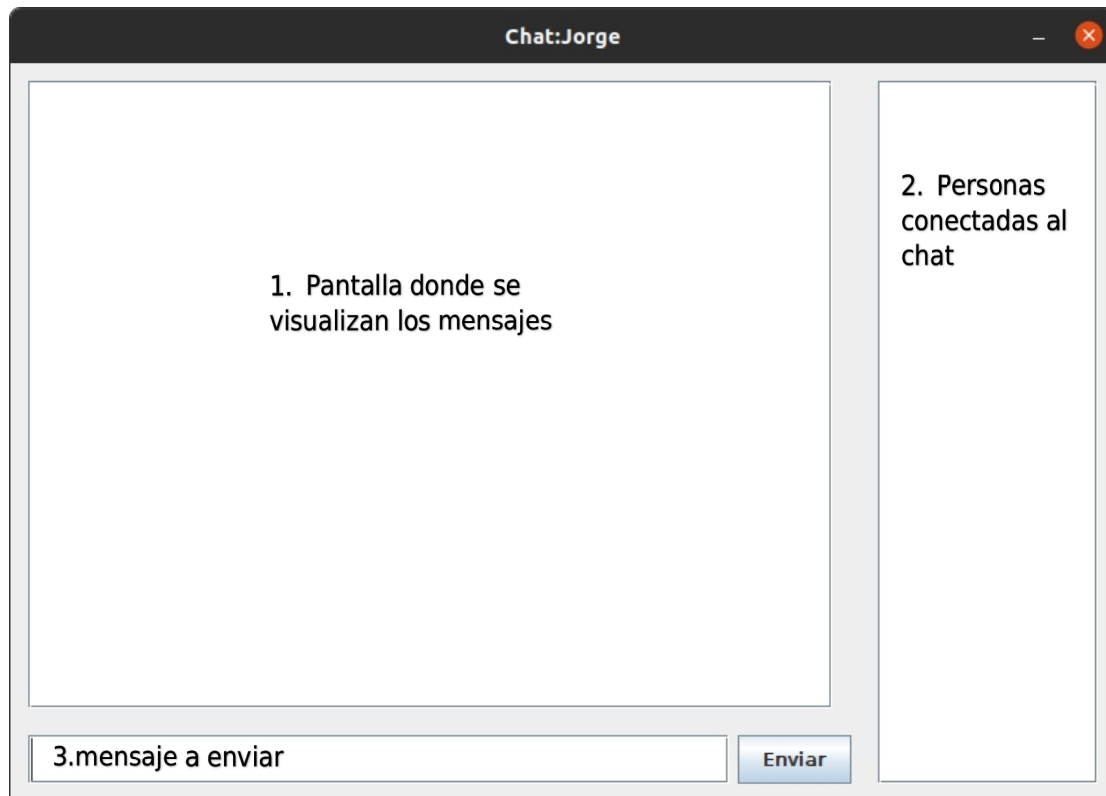 Chat:Jorge
1. Pantalla donde se
visualizan los mensajes
2. Personas
conectadas al
chat
3.mensaje a enviar
Enviar